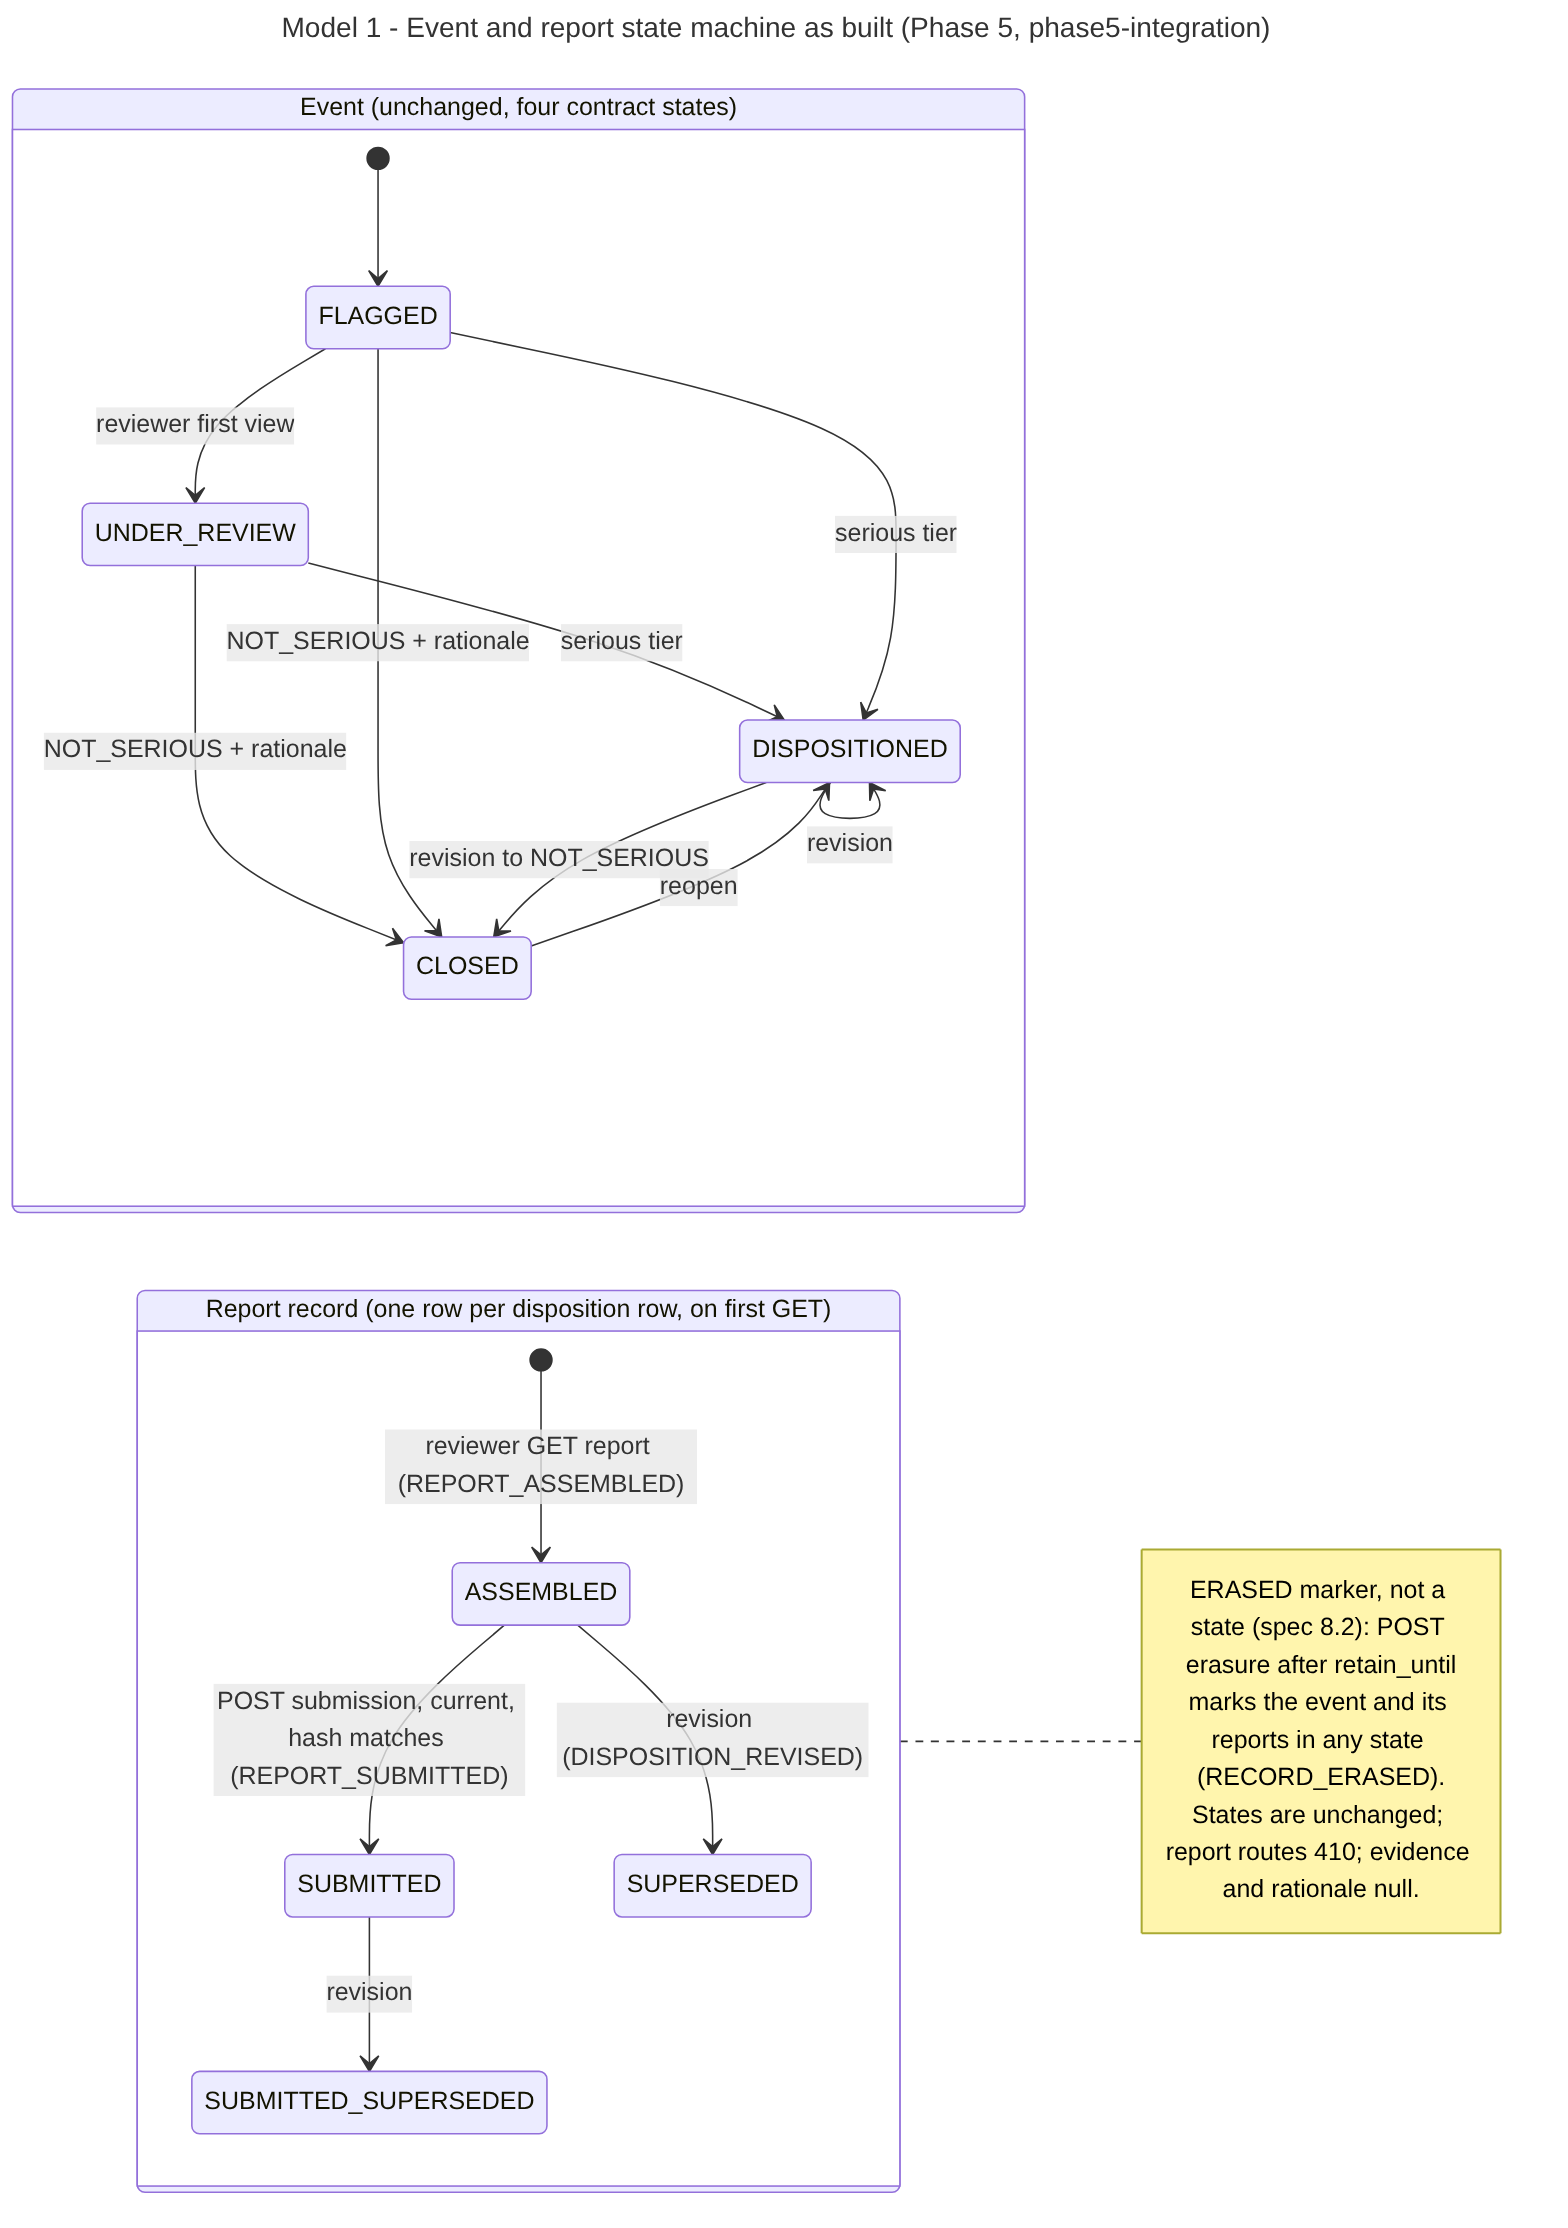 Model 1 - Event and report state machine as built (Phase 5, phase5-integration)
Event (unchanged, four contract states)
FLAGGED
reviewer first view
UNDER_REVIEW
serious tier
NOT_SERIOUS + rationale
serious tier
NOT_SERIOUS + rationale
DISPOSITIONED
revision
revision to NOT_SERIOUS
reopen
CLOSED
Report record (one row per disposition row, on first GET)
reviewer GET report
(REPORT_ASSEMBLED)
ASSEMBLED
POST submission, current,
hash matches
(REPORT_SUBMITTED)
revision
(DISPOSITION_REVISED)
SUBMITTED
SUPERSEDED
revision
SUBMITTED_SUPERSEDED
ERASED marker, not a
state (spec 8.2): POST
erasure after retain_until
marks the event and its
reports in any state
(RECORD_ERASED).
States are unchanged;
report routes 410; evidence
and rationale null.